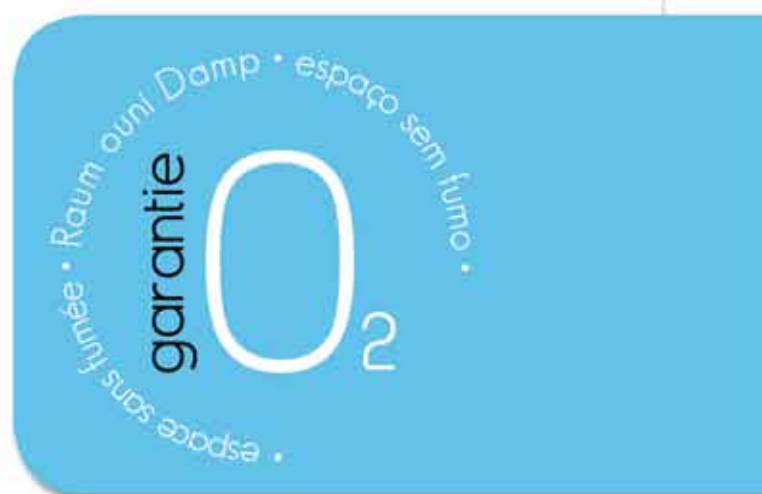 • espace sans fumée • Raum ouni Damp • espaço sem fumo •
garantie
O2